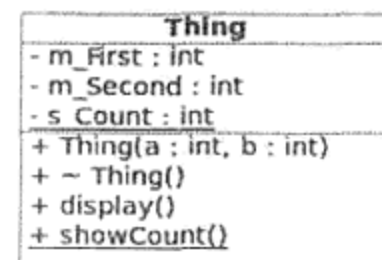 Thing
- m_First : int
- m_Second : int
- s_Count : int
+ Thing(a : int, b : int)
+ ~ Thing()
+ display()
+ showCount()